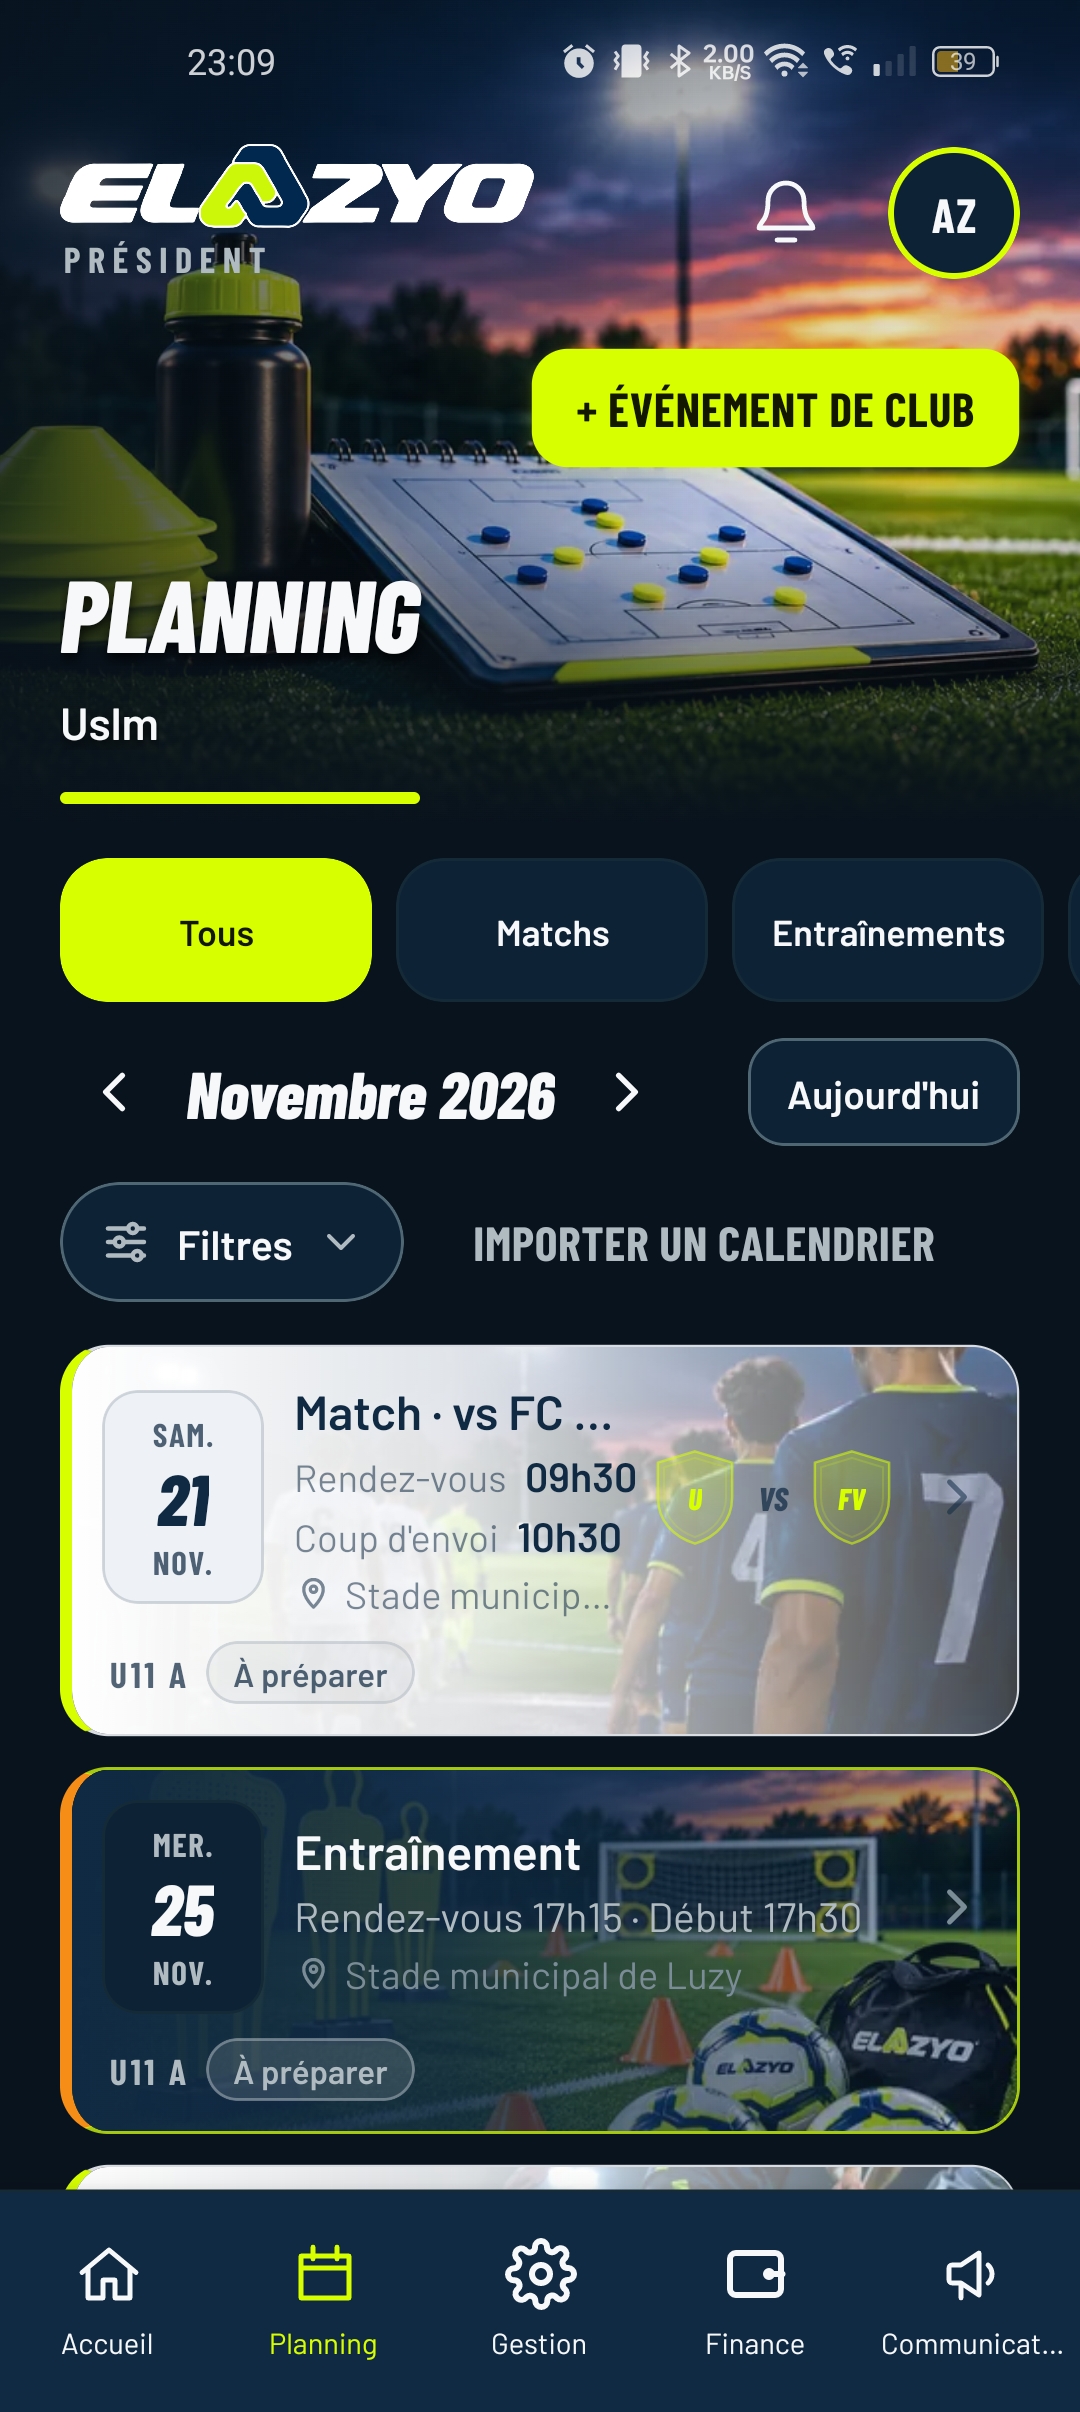 23:09
2.00
KB/S
39
ELAZYO
PRÉSIDENT
AZ
+ ÉVÉNEMENT DE CLUB
PLANNING
Uslm
Tous
Matchs
Entraînements
Novembre 2026
Aujourd'hui
Filtres
IMPORTER UN CALENDRIER
SAM.
21
NOV.
Match · vs FC ...
Rendez-vous 09h30
Coup d'envoi 10h30
Stade municip...
U
VS
FV
4
7
U11 A
À préparer
MER.
25
NOV.
Entraînement
Rendez-vous 17h15 · Début 17h30
Stade municipal de Luzy
U11 A
À préparer
ELAZYO
ELAZYO
Accueil
Planning
Gestion
Finance
Communicat...